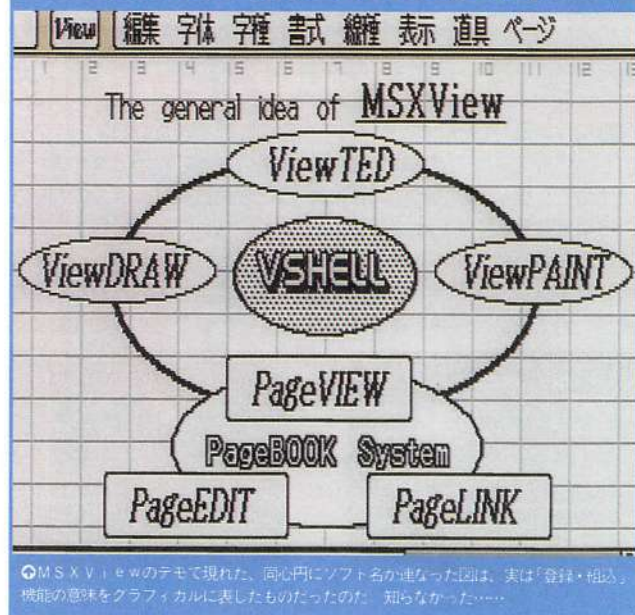 View 編集 字体 字種 書式 線種 表示 道具 ページ
1 2 3 4 5 6 7 8 9 10 11 12
The general idea of MSXView
ViewTED
ViewDRAW VSHELL ViewPAINT
PageVIEW
PageBOOK System
PageEDIT PageLINK
MSXViewのデモで現れた、同心円にソフト名が連なった図は、実は「登録・組込」
機能の意味をグラフィカルに表したものだったのだ 知らなかった……